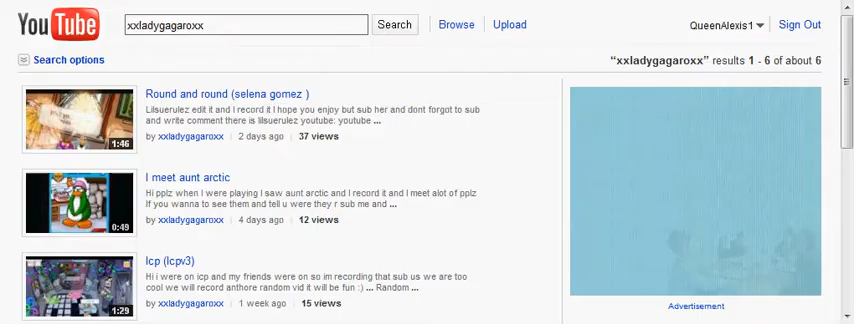 YouTube xxladygagaroxx Search Browse Upload QueenAlexis1 Sign Out
Search options “xxladygagaroxx” results 1 - 6 of about 6
Round and round (selena gomez )
Lilsuerulez edit it and I record it I hope you enjoy but sub her and dont forgot to sub
and write comment there is lilsuerulez youtube: youtube ...
by xxladygagaroxx 2 days ago 37 views
1:46
I meet aunt arctic
Hi pplz when I were playing I saw aunt arctic and I record it and I meet alot of pplz
If you wanna to see them and tell u were they r sub me and ...
by xxladygagaroxx 4 days ago 12 views
0:49
Icp (Icpv3)
Hi i were on icp and my friends were on so im recording that sub us we are too
cool we will record anthore random vid it will be fun :) ... Random ...
by xxladygagaroxx 1 week ago 15 views
1:29
Advertisement